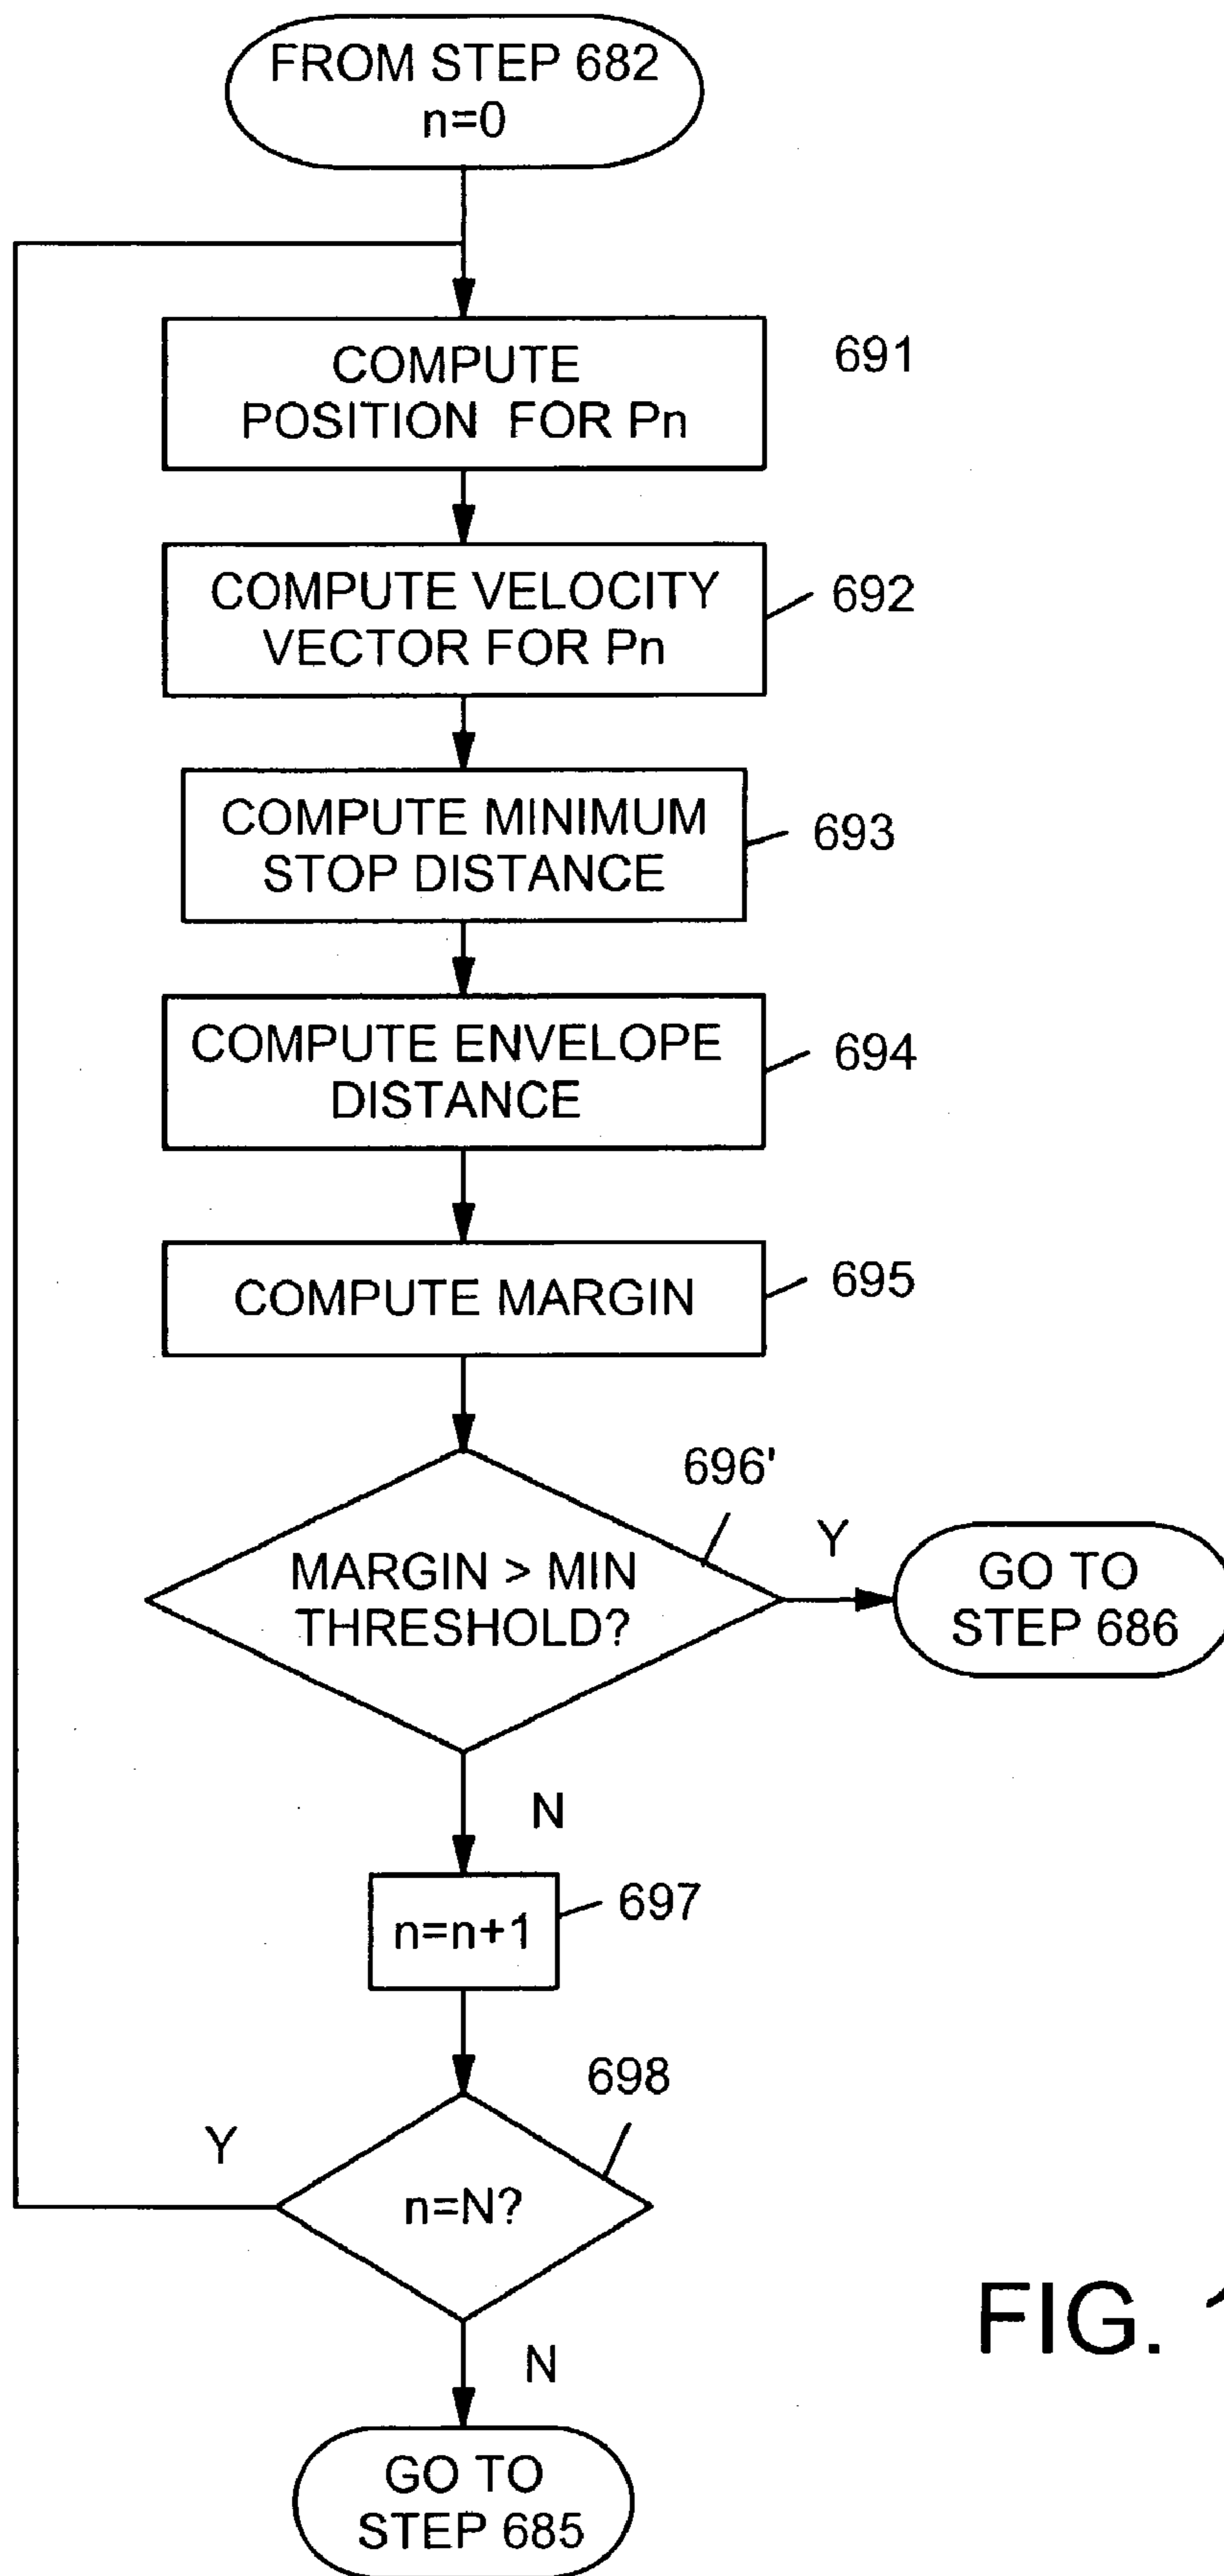 FROM STEP 682
n=0
COMPUTE
POSITION FOR Pn
691
COMPUTE VELOCITY
VECTOR FOR Pn
692
COMPUTE MINIMUM
STOP DISTANCE
693
COMPUTE ENVELOPE
DISTANCE
694
COMPUTE MARGIN
695
696'
MARGIN > MIN
THRESHOLD?
Y
GO TO
STEP 686
N
n=n+1
697
698
Y
n=N?
N
GO TO
STEP 685
FIG.